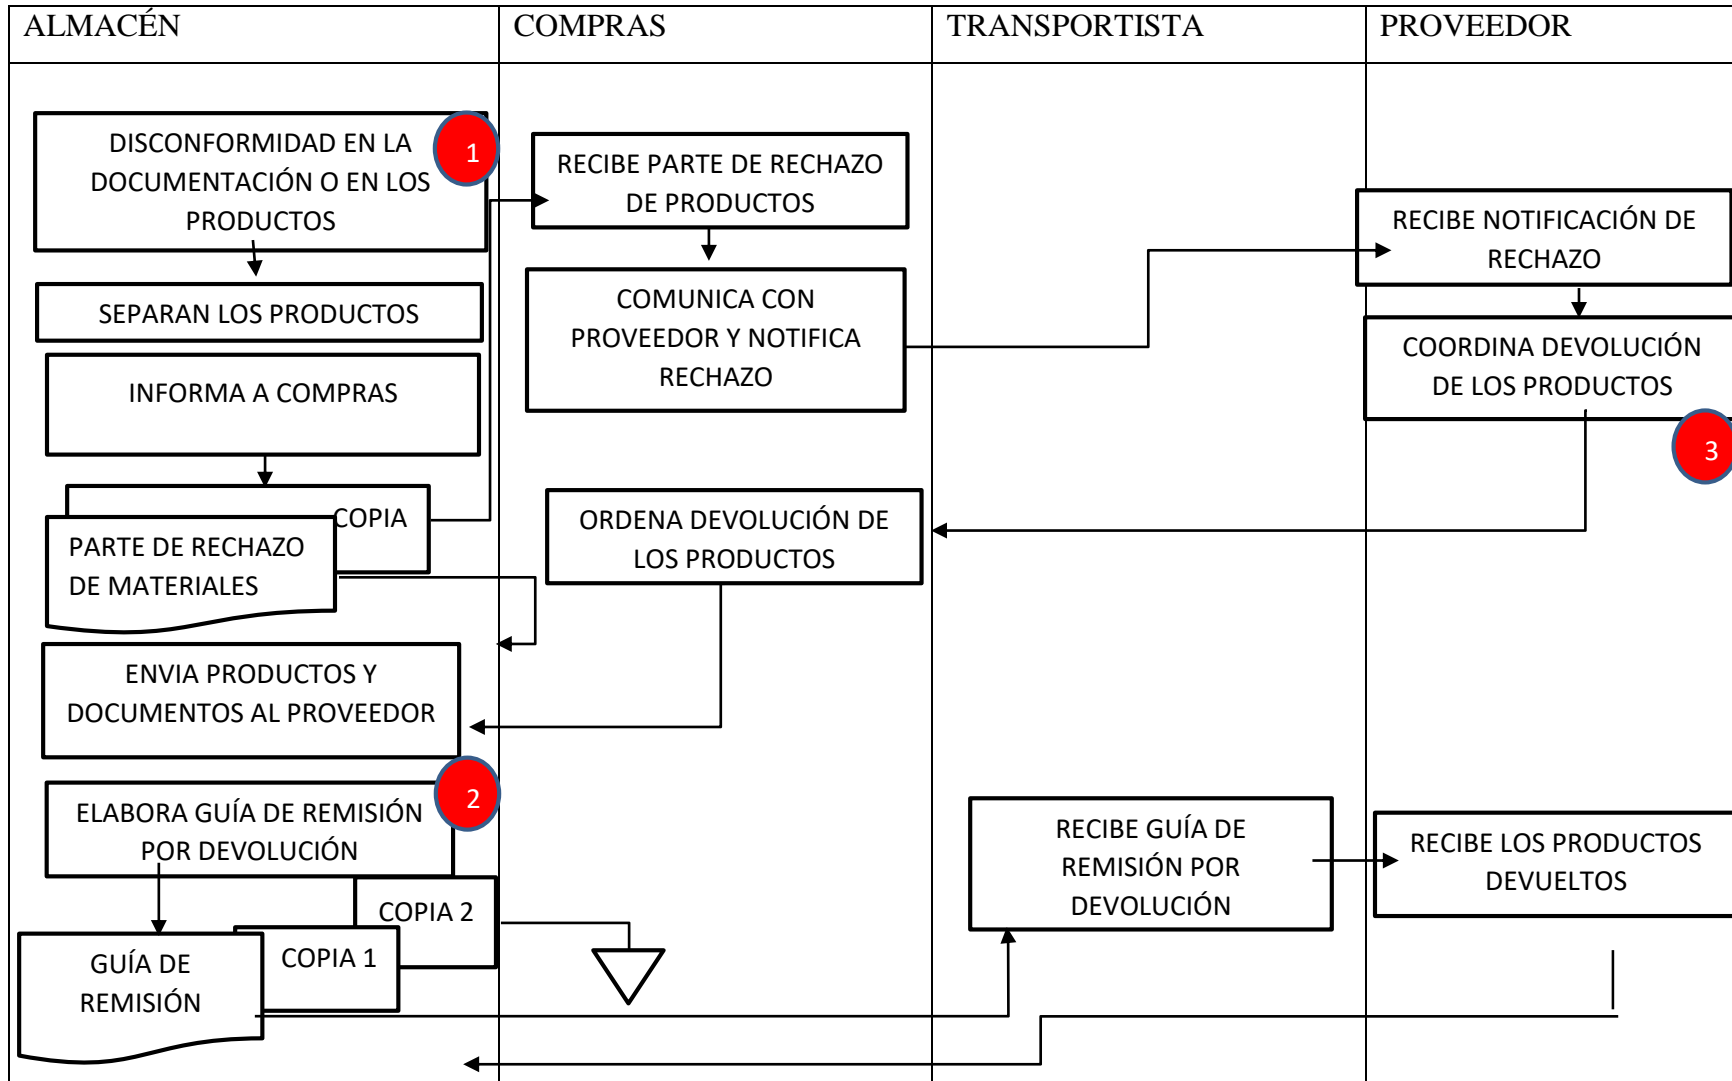 ALMACÉN
COMPRAS
TRANSPORTISTA
PROVEEDOR
DISCONFORMIDAD EN LA
DOCUMENTACIÓN O EN LOS
PRODUCTOS
1
SEPARAN LOS PRODUCTOS
INFORMA A COMPRAS
COPIA
PARTE DE RECHAZO
DE MATERIALES
ENVIA PRODUCTOS Y
DOCUMENTOS AL PROVEEDOR
2
ELABORA GUÍA DE REMISIÓN
POR DEVOLUCIÓN
COPIA 2
COPIA 1
GUÍA DE
REMISIÓN
RECIBE PARTE DE RECHAZO
DE PRODUCTOS
COMUNICA CON
PROVEEDOR Y NOTIFICA
RECHAZO
ORDENA DEVOLUCIÓN DE
LOS PRODUCTOS
RECIBE GUÍA DE
REMISIÓN POR
DEVOLUCIÓN
RECIBE NOTIFICACIÓN DE
RECHAZO
COORDINA DEVOLUCIÓN
DE LOS PRODUCTOS
3
RECIBE LOS PRODUCTOS
DEVUELTOS